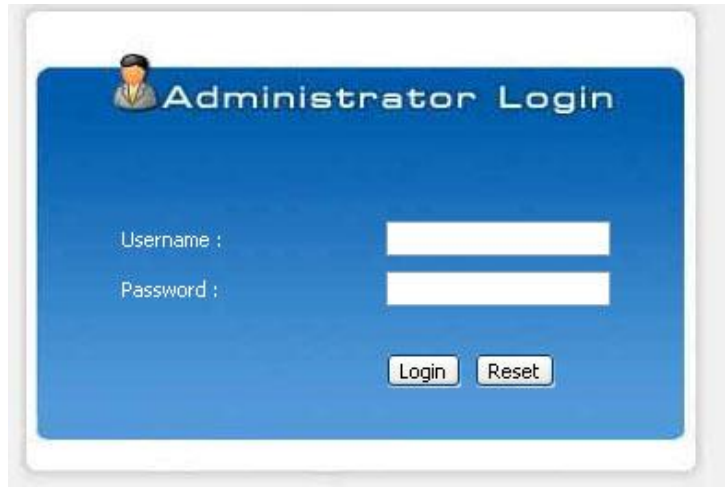 Administrator Login
Username :
Password :
Login Reset